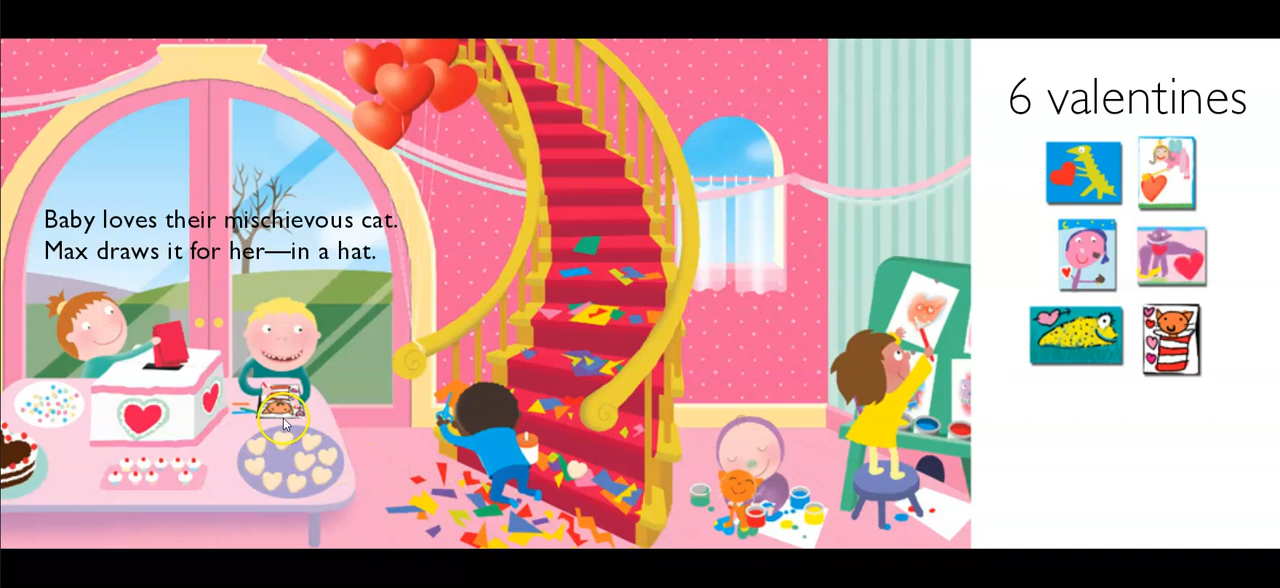 Baby loves their mischievous cat.
Max draws it for her—in a hat.
6 valentines